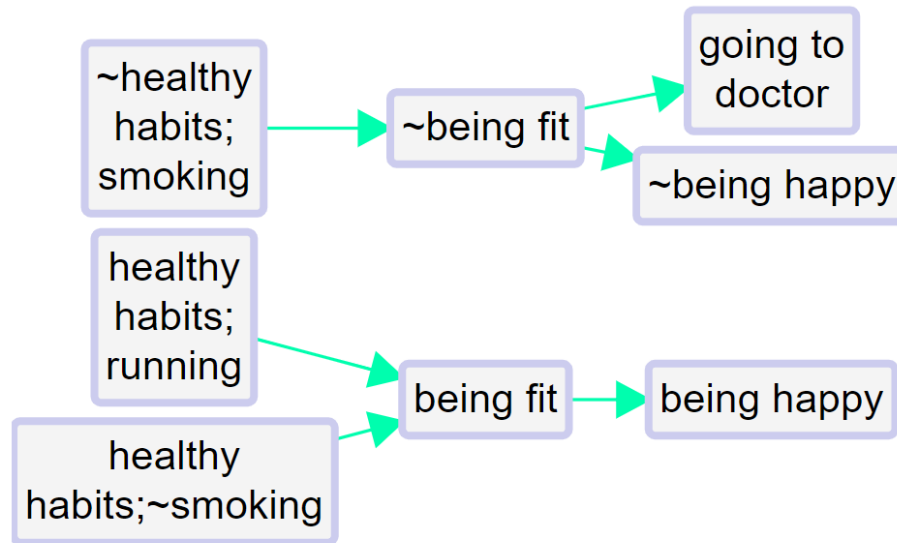 ~healthy
habits;
smoking
~being fit
going to
doctor
~being happy
healthy
habits;
running
being fit
being happy
healthy
habits;~smoking